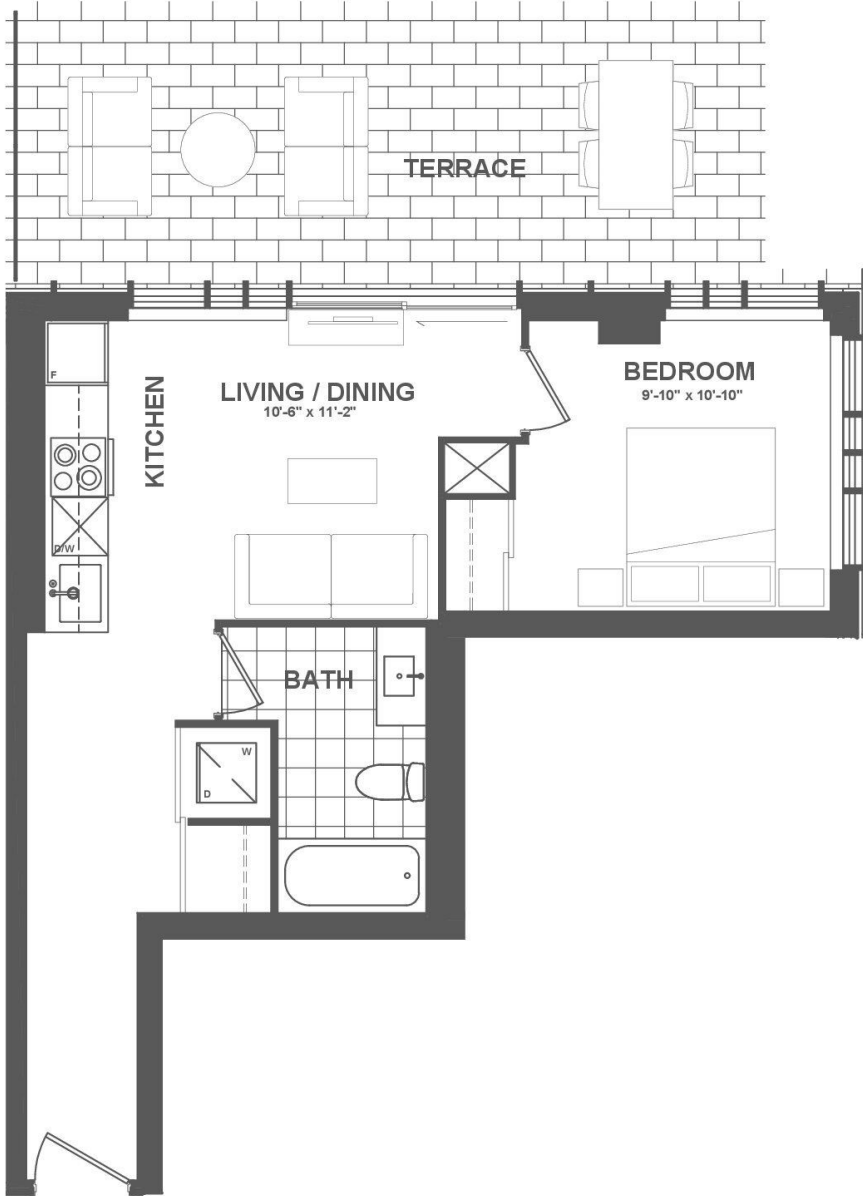 TERRACE
LIVING / DINING
10'-6" x 11'-2"
BEDROOM
9'-10" x 10'-10"
KITCHEN
F
D/W
BATH
W
D